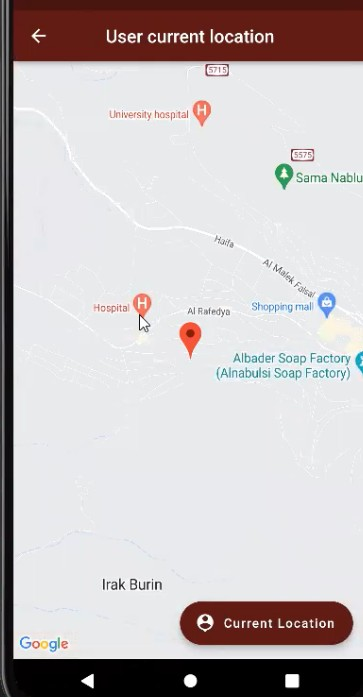 User current location
5715
University hospital
H
5575
Sama Nablu
Haifa
Al Malek Faisal
Hospital
H
Al Rafedya
Shopping mall
Albader Soap Factory
(Alnabulsi Soap Factory)
Irak Burin
Current Location
Google